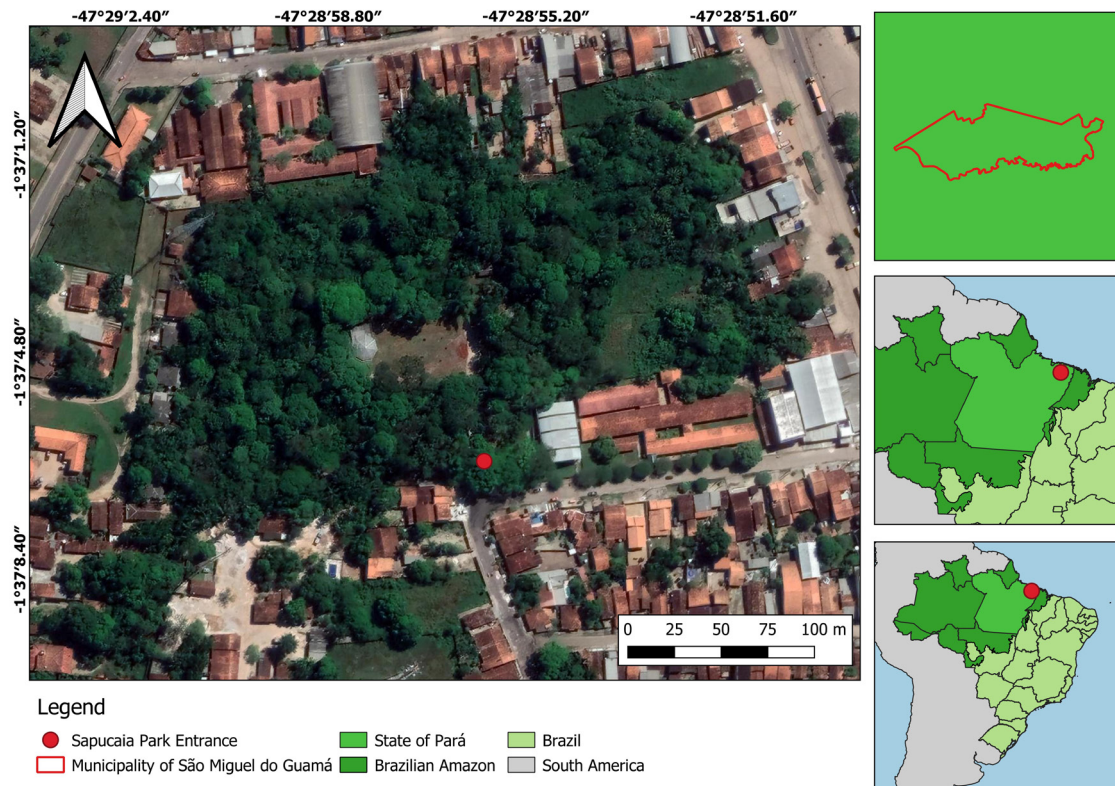 -47°29′2.40″ -47°28′58.80″ -47°28′55.20″ -47°28′51.60″
-1°37′1.20″
-1°37′4.80″
-1°37′8.40″
0 25 50 75 100 m
Legend
Sapucaia Park Entrance
Municipality of São Miguel do Guamá
State of Pará
Brazilian Amazon
Brazil
South America